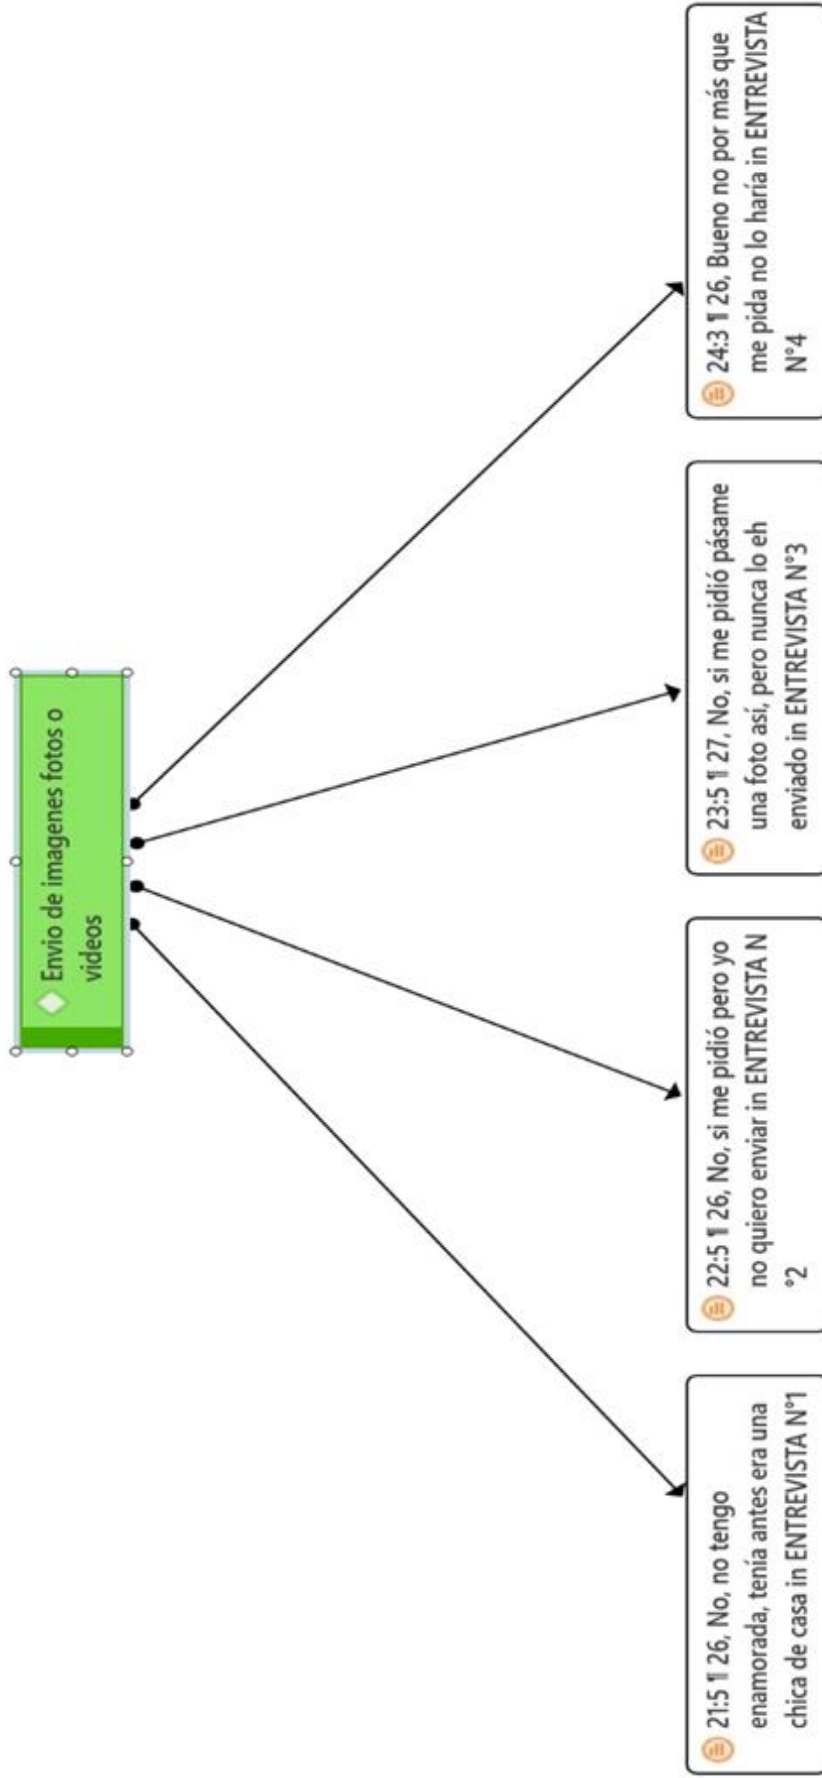 Envio de imagenes fotos o
videos
21:5 ¶ 26, No, no tengo
enamorada, tenía antes era una
chica de casa in ENTREVISTA N°1
22:5 ¶ 26, No, si me pidió pero yo
no quiero enviar in ENTREVISTA N
°2
23:5 ¶ 27, No, si me pidió pásame
una foto así, pero nunca lo eh
enviado in ENTREVISTA N°3
24:3 ¶ 26, Bueno no por más que
me pida no lo haría in ENTREVISTA
N°4